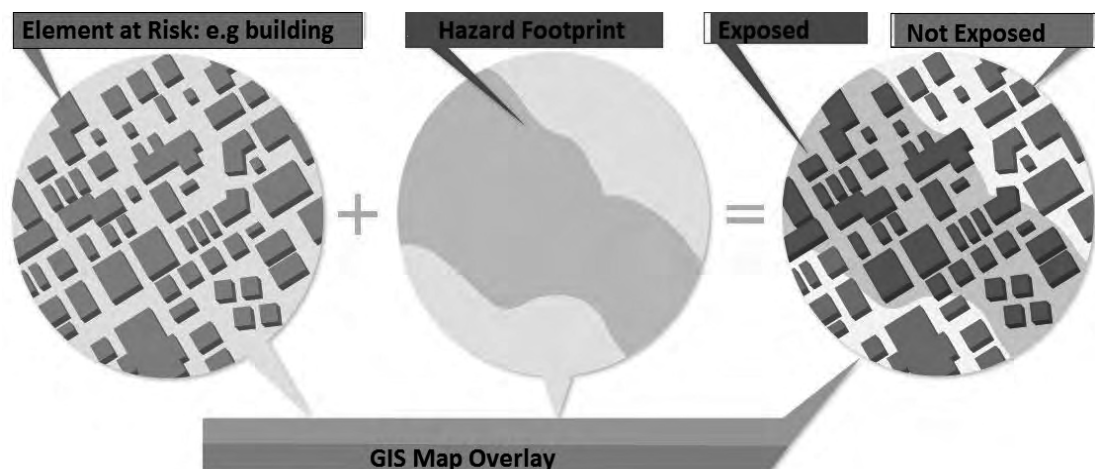 Element at Risk: e.g building
Hazard Footprint
Exposed
Not Exposed
GIS Map Overlay